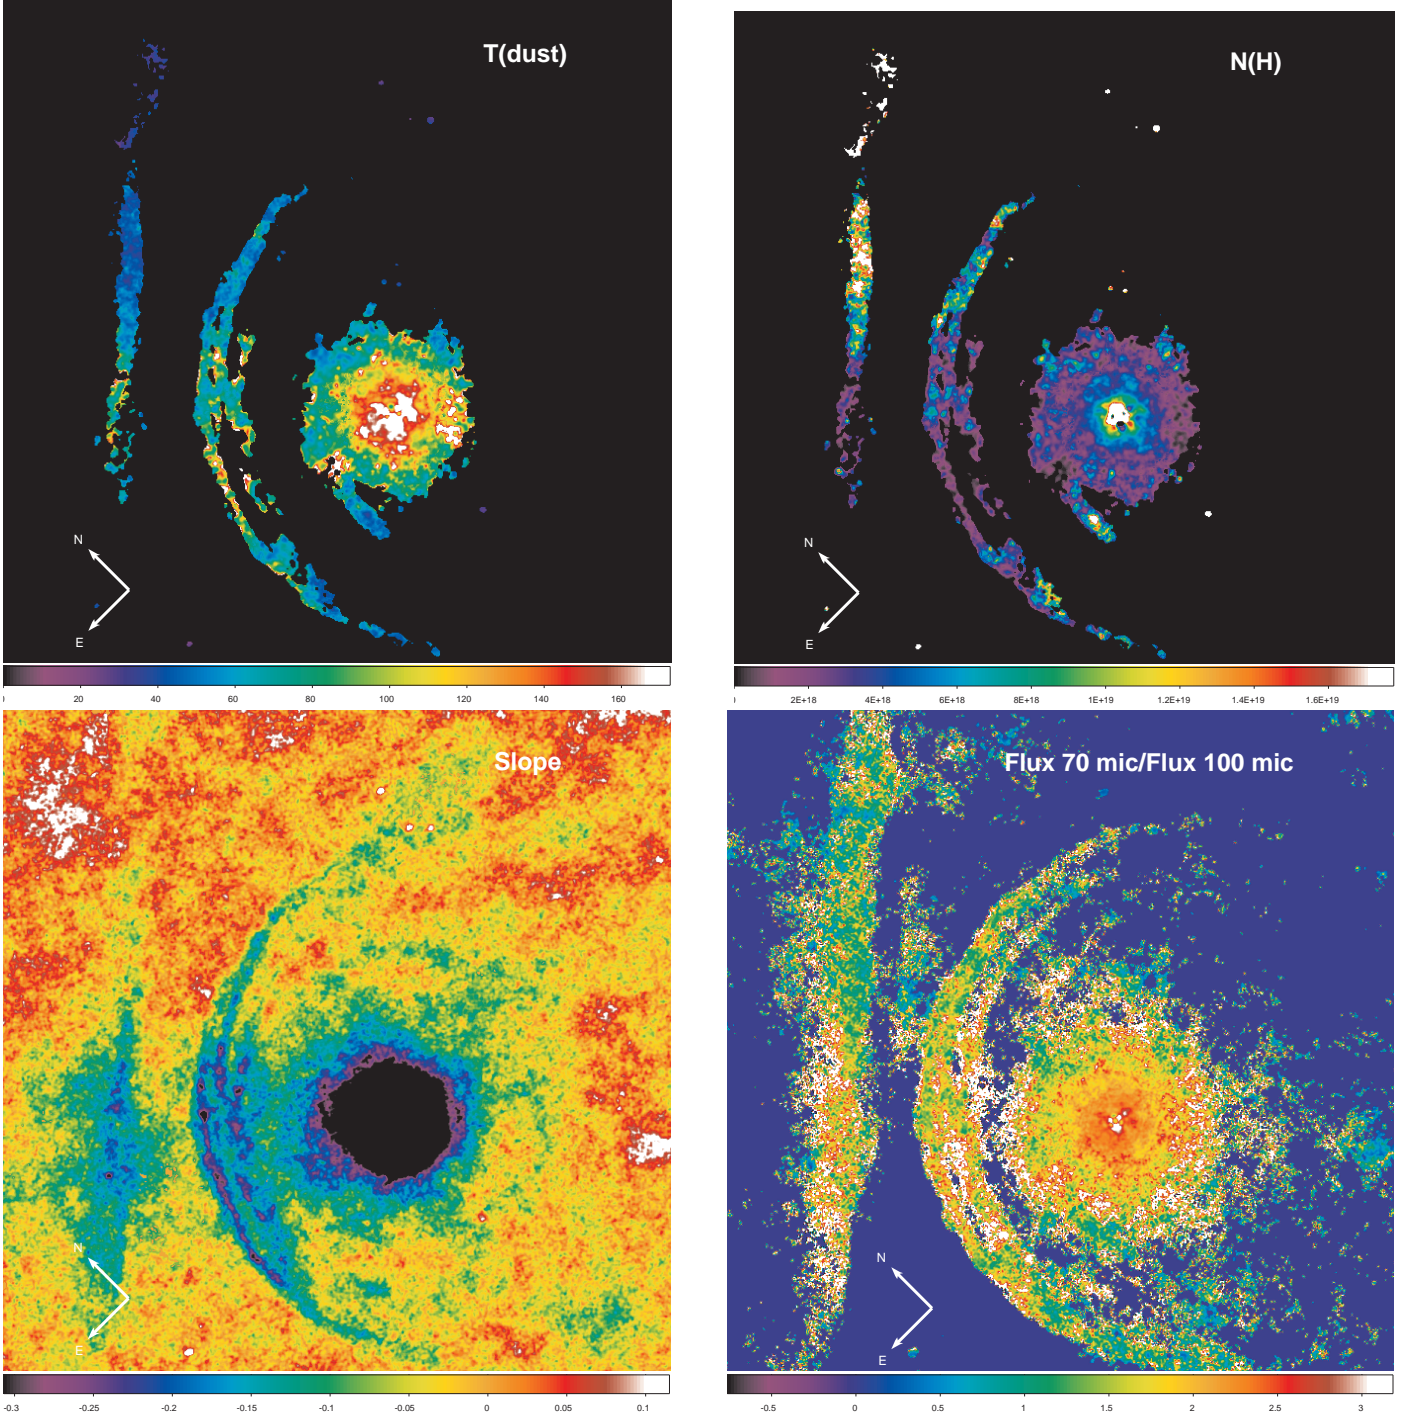 T(dust)
N
E
20 40 60 80 100 120 140 160
N(H)
N
E
2E+18 4E+18 6E+18 8E+18 1E+19 1.2E+19 1.4E+19 1.6E+19
Slope
N
E
-0.3 -0.25 -0.2 -0.15 -0.1 -0.05 0 0.05 0.1
Flux 70 mic/Flux 100 mic
N
E
-0.5 0 0.5 1 1.5 2 2.5 3